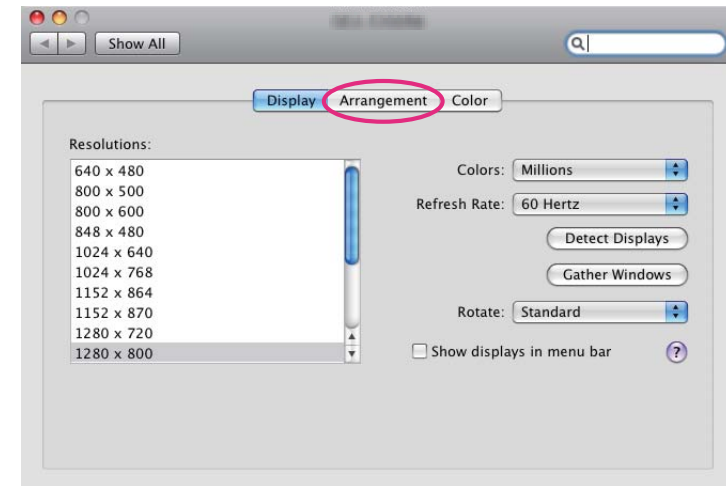 Show All
Display Arrangement Color
Resolutions:
640 x 480
800 x 500
800 x 600
848 x 480
1024 x 640
1024 x 768
1152 x 864
1152 x 870
1280 x 720
1280 x 800
Colors: Millions
Refresh Rate: 60 Hertz
Detect Displays
Gather Windows
Rotate: Standard
Show displays in menu bar ?